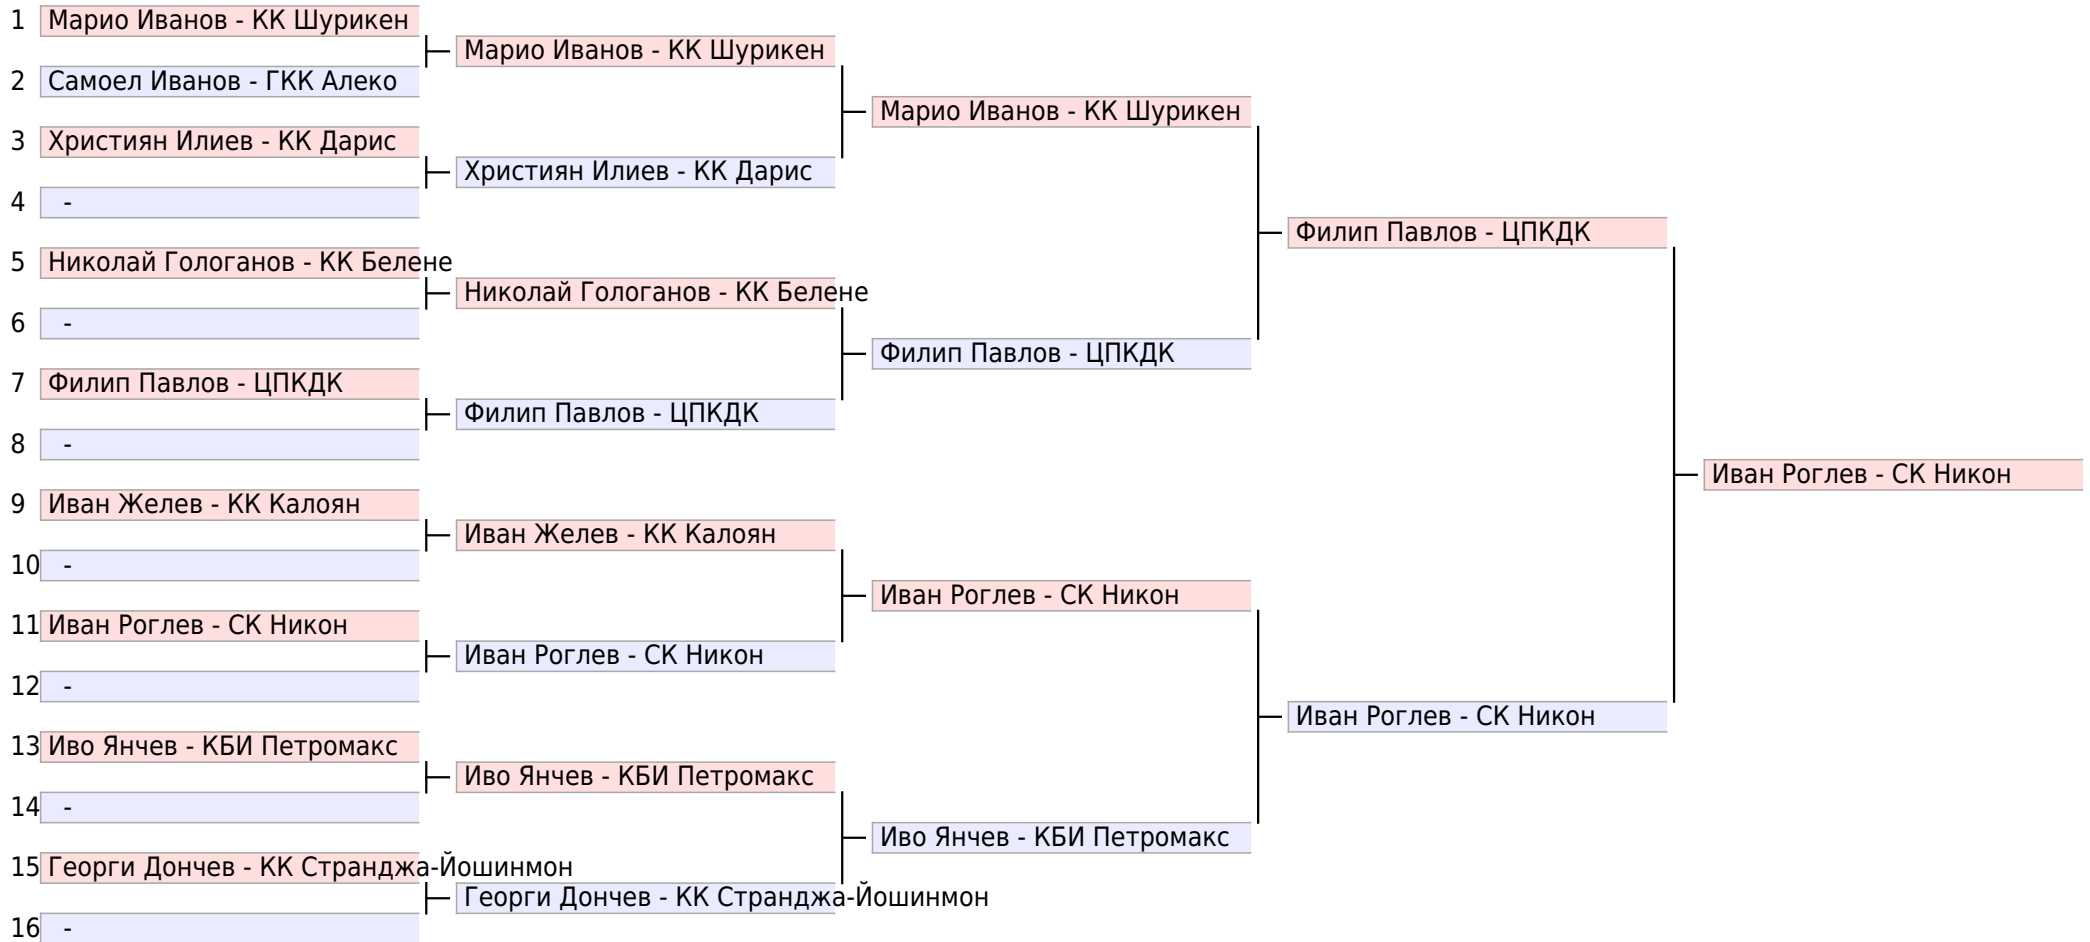 1 Марио Иванов - КК Шурикен
Марио Иванов - КК Шурикен
2 Самоел Иванов - ГКК Алеко
Марио Иванов - КК Шурикен
3 Християн Илиев - КК Дарис
Християн Илиев - КК Дарис
4 -
Филип Павлов - ЦПКДК
5 Николай Гологанов - КК Белене
Николай Гологанов - КК Белене
6 -
Филип Павлов - ЦПКДК
7 Филип Павлов - ЦПКДК
Филип Павлов - ЦПКДК
8 -
Иван Роглев - СК Никон
9 Иван Желев - КК Калоян
Иван Желев - КК Калоян
10 -
Иван Роглев - СК Никон
11 Иван Роглев - СК Никон
Иван Роглев - СК Никон
12 -
Иван Роглев - СК Никон
13 Иво Янчев - КБИ Петромакс
Иво Янчев - КБИ Петромакс
14 -
Иво Янчев - КБИ Петромакс
15 Георги Дончев - КК Странджа-Йошинмон
Георги Дончев - КК Странджа-Йошинмон
16 -